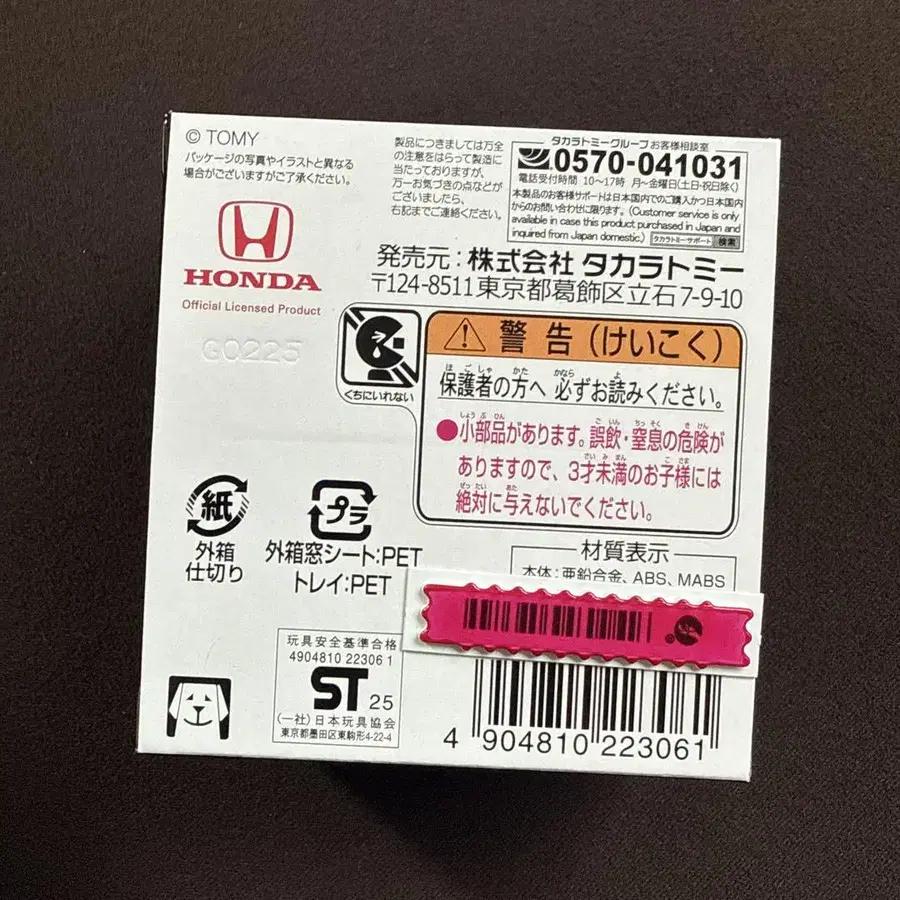 © TOMY
パッケージの写真やイラストと異なる
場合がございますがご了承ください。
HONDA
Official Licensed Product
G0225
製品につきましては万全
の注意をはらって製造に
当たっておりますが、
万一お気づきの点などが
ございましたら、
右記までご連絡ください。
タカラトミーグループお客様相談室
0570-041031
電話受付時間 10～17時 月～金曜日(土日・祝日除く)
本製品のお客様サポートは日本国内でのご購入かつ日本国内
からのお問い合わせに限ります。(Customer service is only
available in case this product purchased in Japan and
inquired from Japan domestic.) タカラトミーサポート 検索
発売元：株式会社 タカラトミー
〒124-8511東京都葛飾区立石7-9-10
くちにいれない
警告（けいこく）
保護者の方へ 必ずお読みください。
●小部品があります。誤飲・窒息の危険が
ありますので、3才未満のお子様には
絶対に与えないでください。
紙
外箱
仕切り
プラ
外箱窓シート:PET
トレイ:PET
材質表示
本体：亜鉛合金、ABS、MABS
玩具安全基準合格
4904810 22306 1
ST 25
(一社)日本玩具協会
東京都墨田区東駒形4-22-4
4 904810 223061